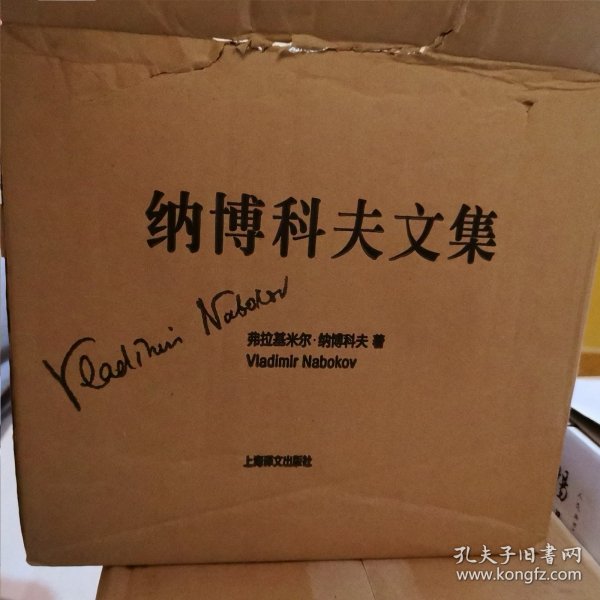 纳博科夫文集
Vladimir Nabokov
弗拉基米尔·纳博科夫 著
Vladimir Nabokov
上海译文出版社
孔夫子旧书网
www.kongfz.com